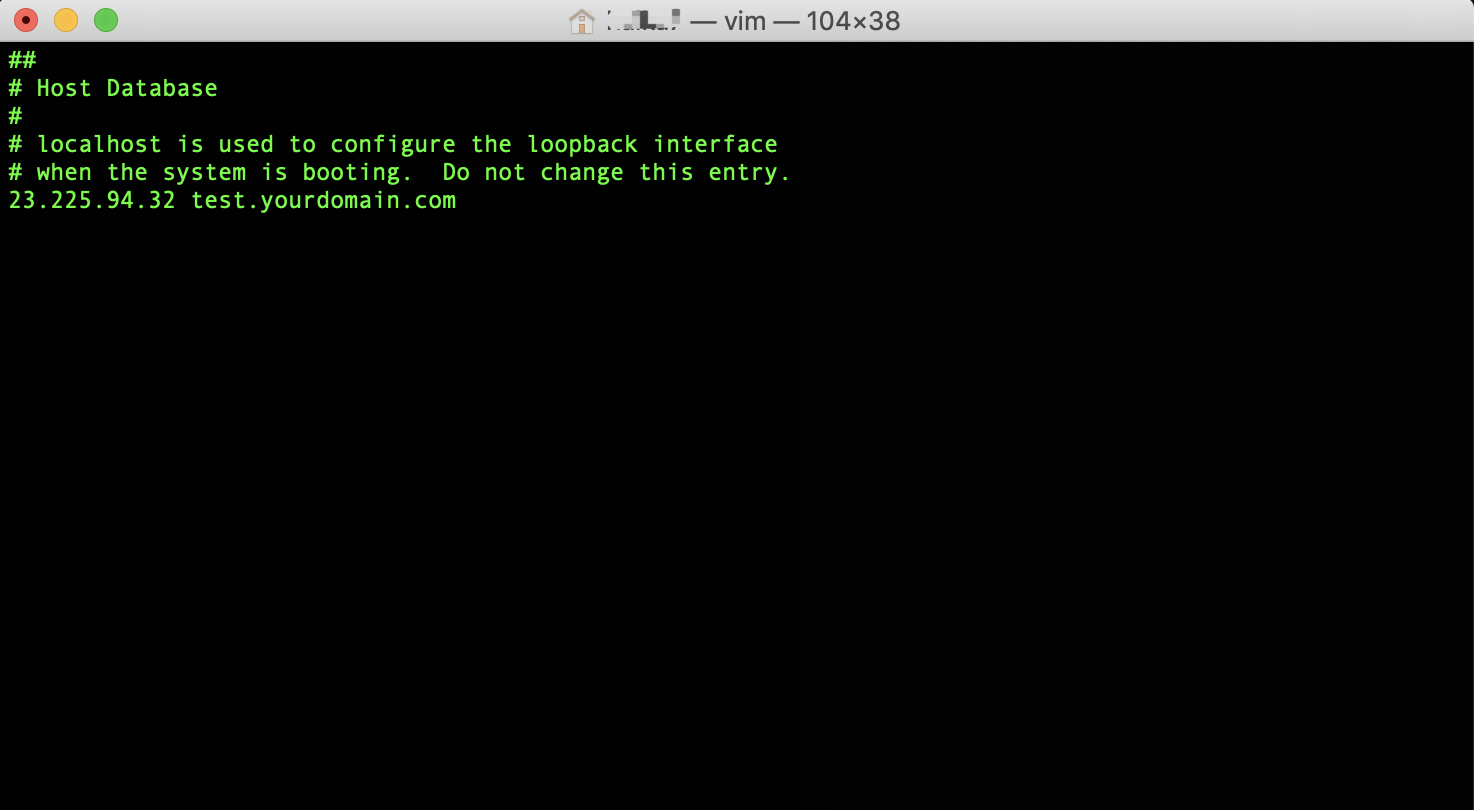 — vim — 104×38
##
# Host Database
#
# localhost is used to configure the loopback interface
# when the system is booting.  Do not change this entry.
23.225.94.32 test.yourdomain.com